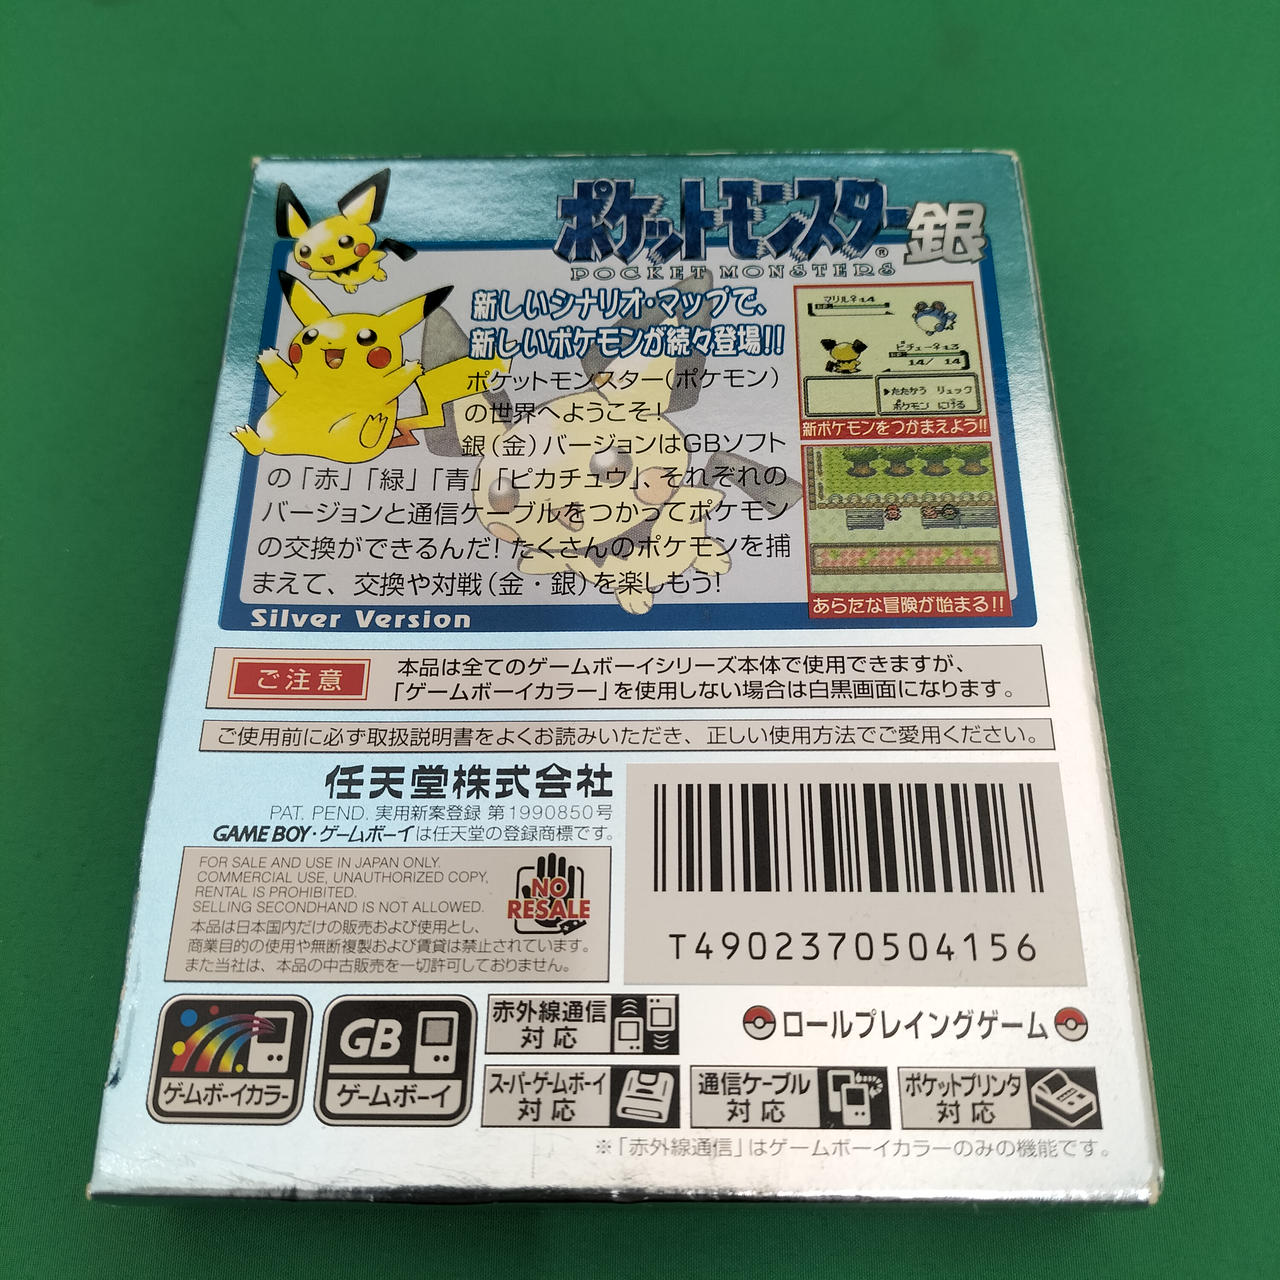 ポケットモンスター銀
POCKET MONSTERS®
新しいシナリオ・マップで、
新しいポケモンが続々登場!!
ポケットモンスター(ポケモン)
の世界へようこそ!
銀(金)バージョンはGBソフト
の「赤」「緑」「青」「ピカチュウ」、それぞれの
バージョンと通信ケーブルをつかってポケモン
の交換ができるんだ!たくさんのポケモンを捕
まえて、交換や対戦(金・銀)を楽しもう!
Silver Version
マリル♀
ピチュー
14/ 14
▶たたかう リュック
ポケモン にげる
新ポケモンをつかまえよう!!
あらたな冒険が始まる!!
ご注意
本品は全てのゲームボーイシリーズ本体で使用できますが、
「ゲームボーイカラー」を使用しない場合は白黒画面になります。
ご使用前に必ず取扱説明書をよくお読みいただき、正しい使用方法でご愛用ください。
任天堂株式会社
PAT. PEND. 実用新案登録 第1990850号
GAME BOY・ゲームボーイは任天堂の登録商標です。
FOR SALE AND USE IN JAPAN ONLY.
COMMERCIAL USE, UNAUTHORIZED COPY,
RENTAL IS PROHIBITED.
SELLING SECONDHAND IS NOT ALLOWED.
本品は日本国内だけの販売および使用とし、
商業目的の使用や無断複製および賃貸は禁止されています。
また当社は、本品の中古販売を一切許可しておりません。
NO
RESALE
T4902370504156
ゲームボーイカラー
GB
ゲームボーイ
赤外線通信
対応
ロールプレイングゲーム
スーパーゲームボーイ
対応
通信ケーブル
対応
ポケットプリンタ
対応
※「赤外線通信」はゲームボーイカラーのみの機能です。